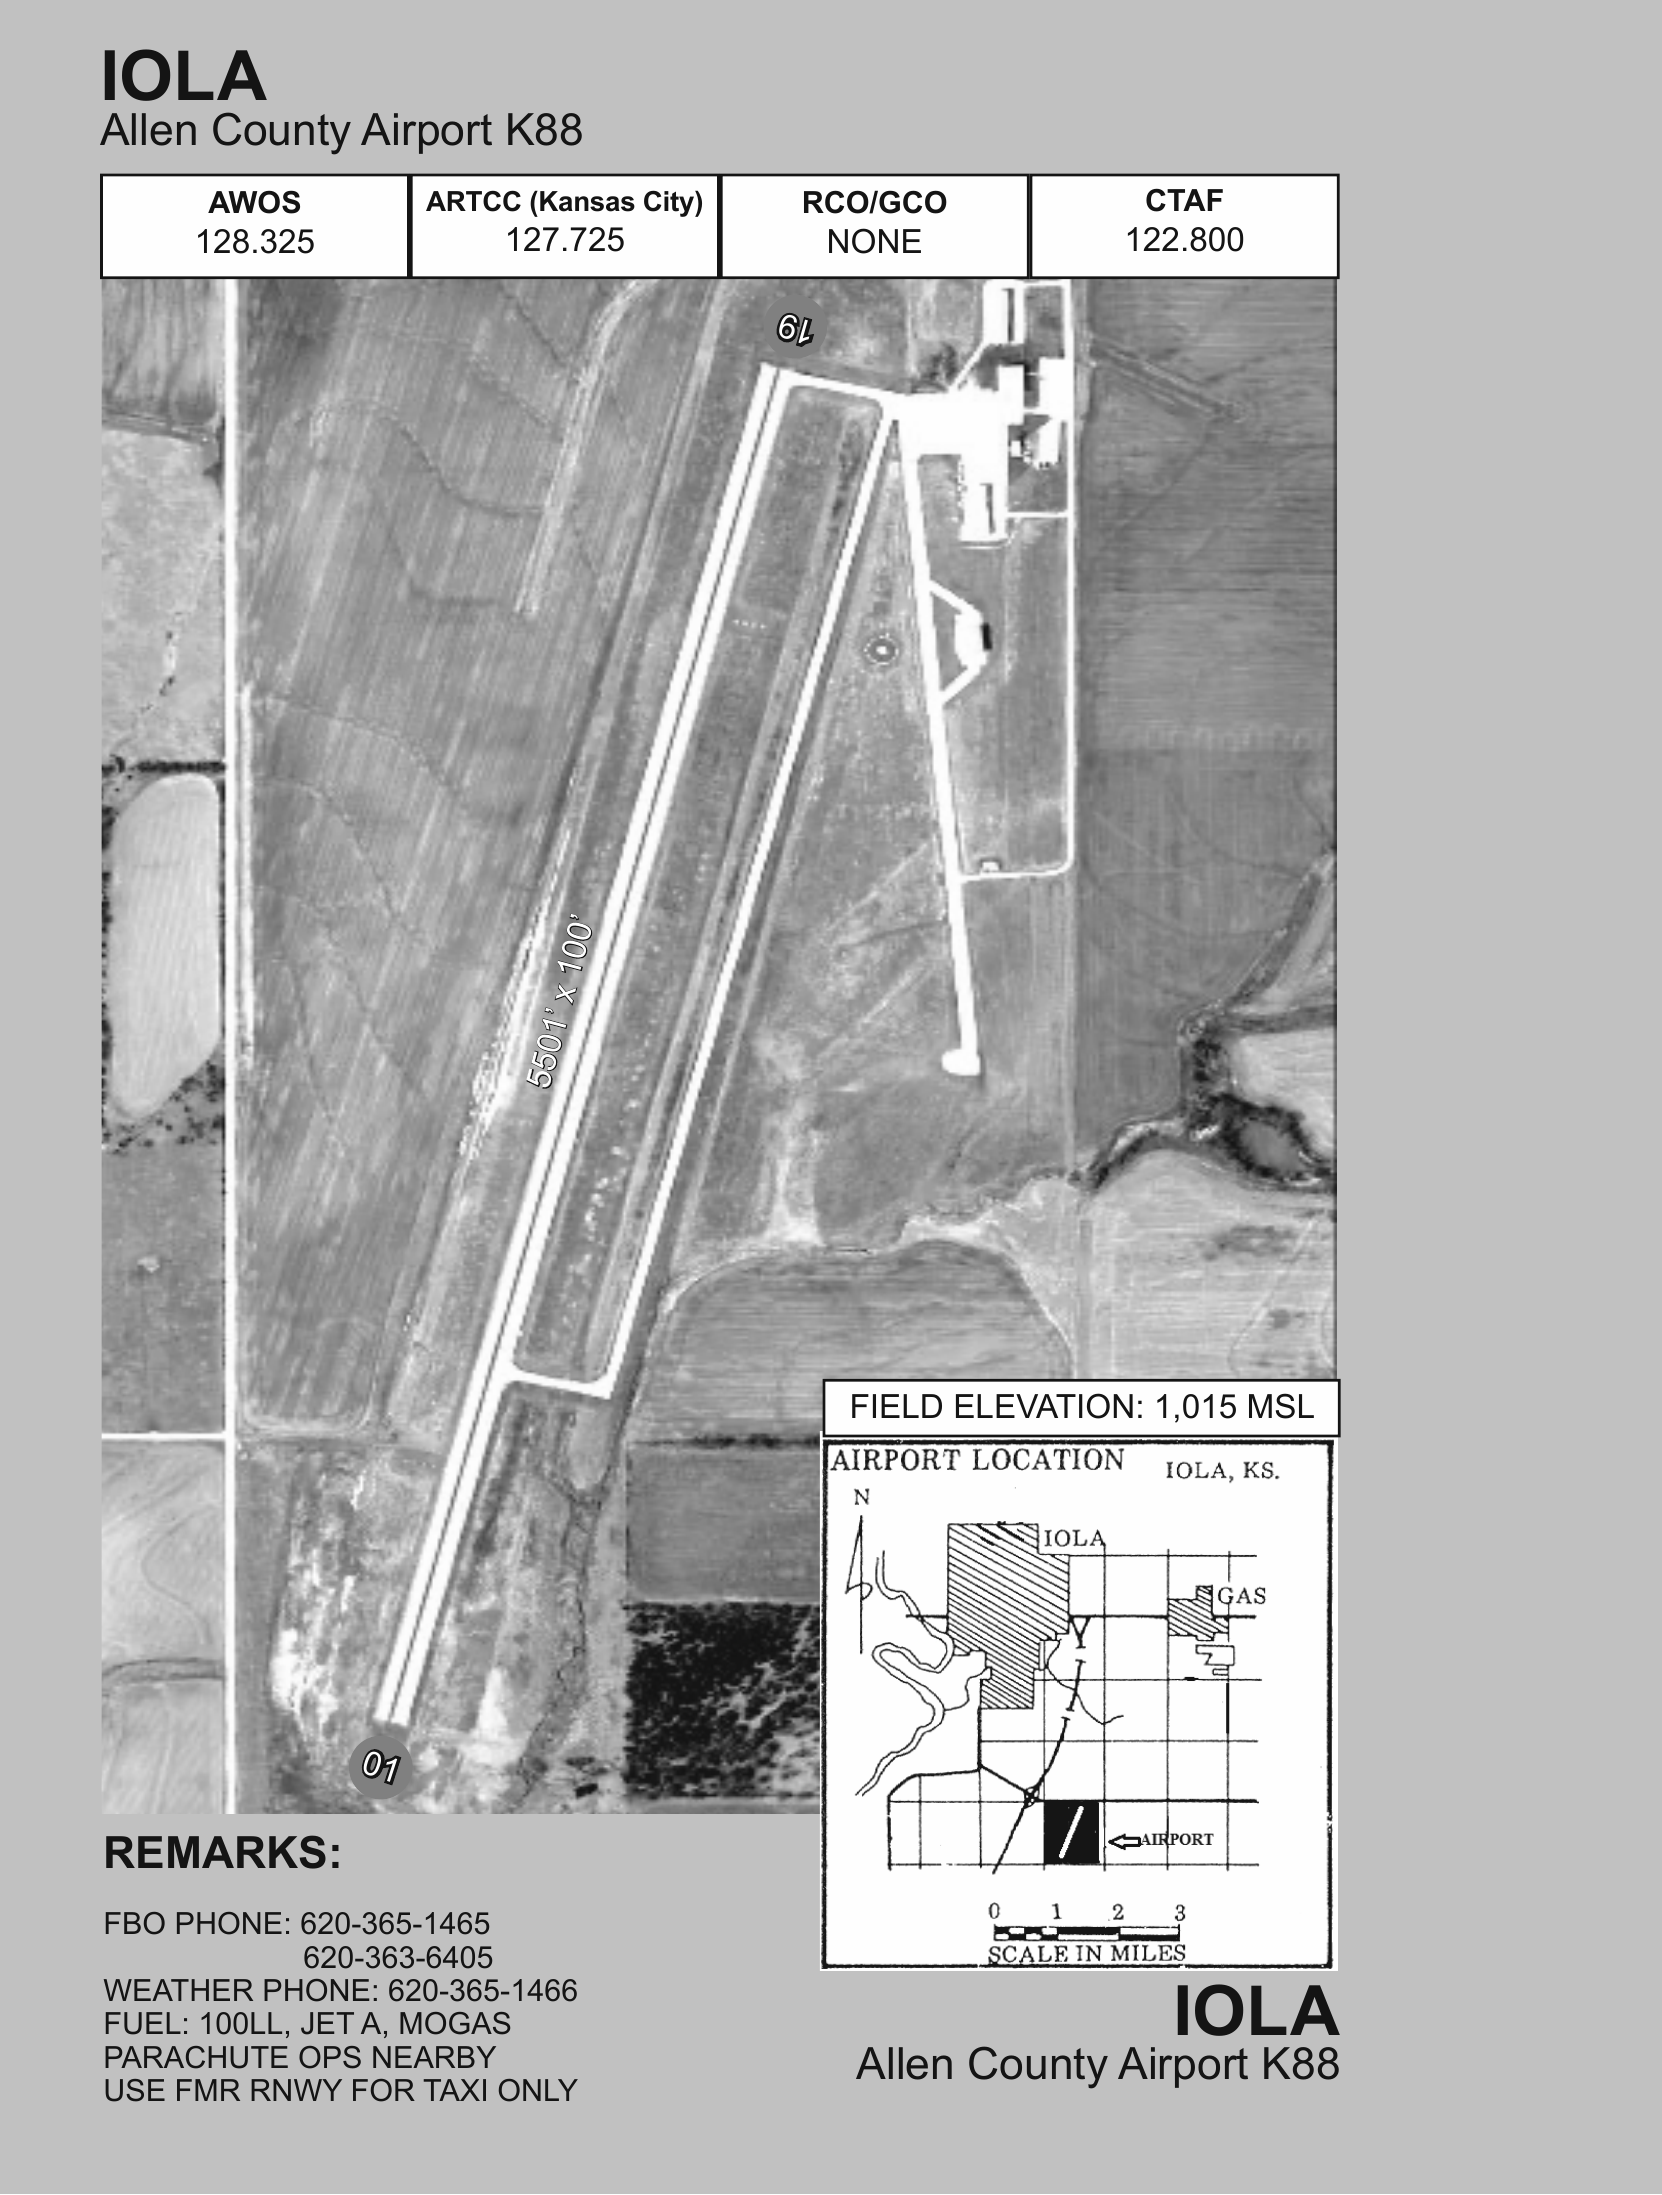 IOLA
Allen County Airport K88
AWOS
128.325
ARTCC (Kansas City)
127.725
RCO/GCO
NONE
CTAF
122.800
19
5501' x 100'
01
FIELD ELEVATION: 1,015 MSL
AIRPORT LOCATION
IOLA, KS.
N
IOLA
GAS
AIRPORT
0 1 2 3
SCALE IN MILES
REMARKS:
FBO PHONE: 620-365-1465
620-363-6405
WEATHER PHONE: 620-365-1466
FUEL: 100LL, JET A, MOGAS
PARACHUTE OPS NEARBY
USE FMR RNWY FOR TAXI ONLY
IOLA
Allen County Airport K88